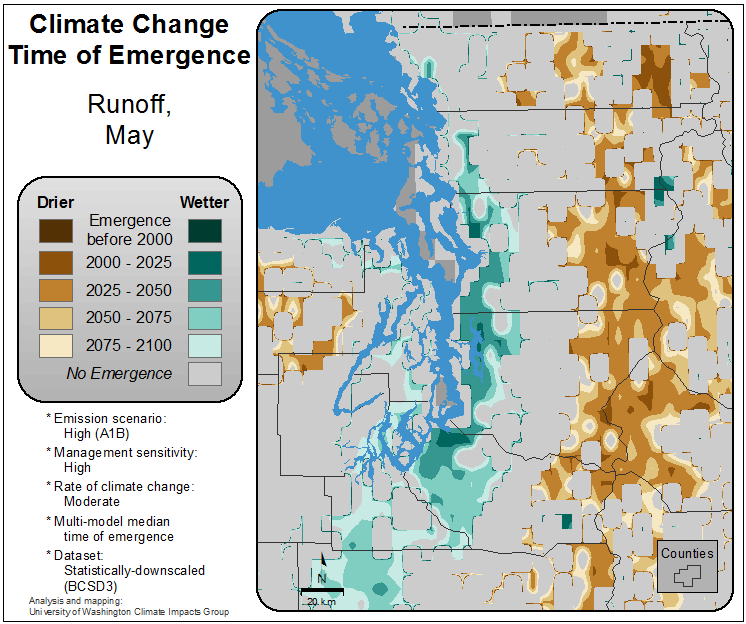 Climate Change
Time of Emergence
Runoff,
May
Drier
Wetter
Emergence
before 2000
2000 - 2025
2025 - 2050
2050 - 2075
2075 - 2100
No Emergence
* Emission scenario:
High (A1B)
* Management sensitivity:
High
* Rate of climate change:
Moderate
* Multi-model median
time of emergence
* Dataset:
Statistically-downscaled
(BCSD3)
Analysis and mapping:
University of Washington Climate Impacts Group
N
20 km
Counties